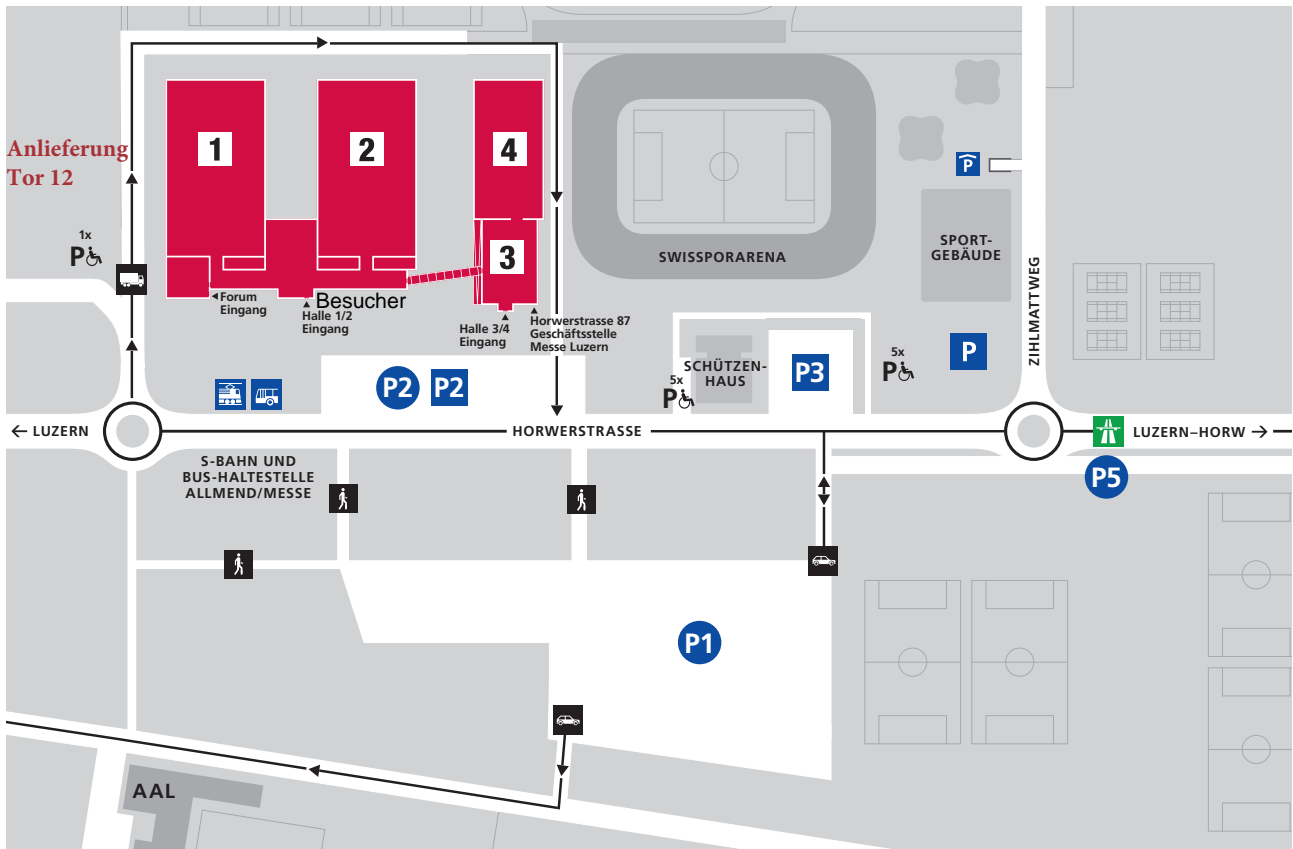 Anlieferung
Tor 12
1
2
4
3
1x
P
Forum
Eingang
Besucher
Halle 1/2
Eingang
Halle 3/4
Eingang
Horwerstrasse 87
Geschäftsstelle
Messe Luzern
SWISSPORARENA
P
SPORT-
GEBÄUDE
ZIHLMATTWEG
P
SCHÜTZEN-
HAUS
5x
P
P3
5x
P
P2
P2
← LUZERN
HORWERSTRASSE
LUZERN–HORW →
P5
S-BAHN UND
BUS-HALTESTELLE
ALLMEND/MESSE
P1
AAL